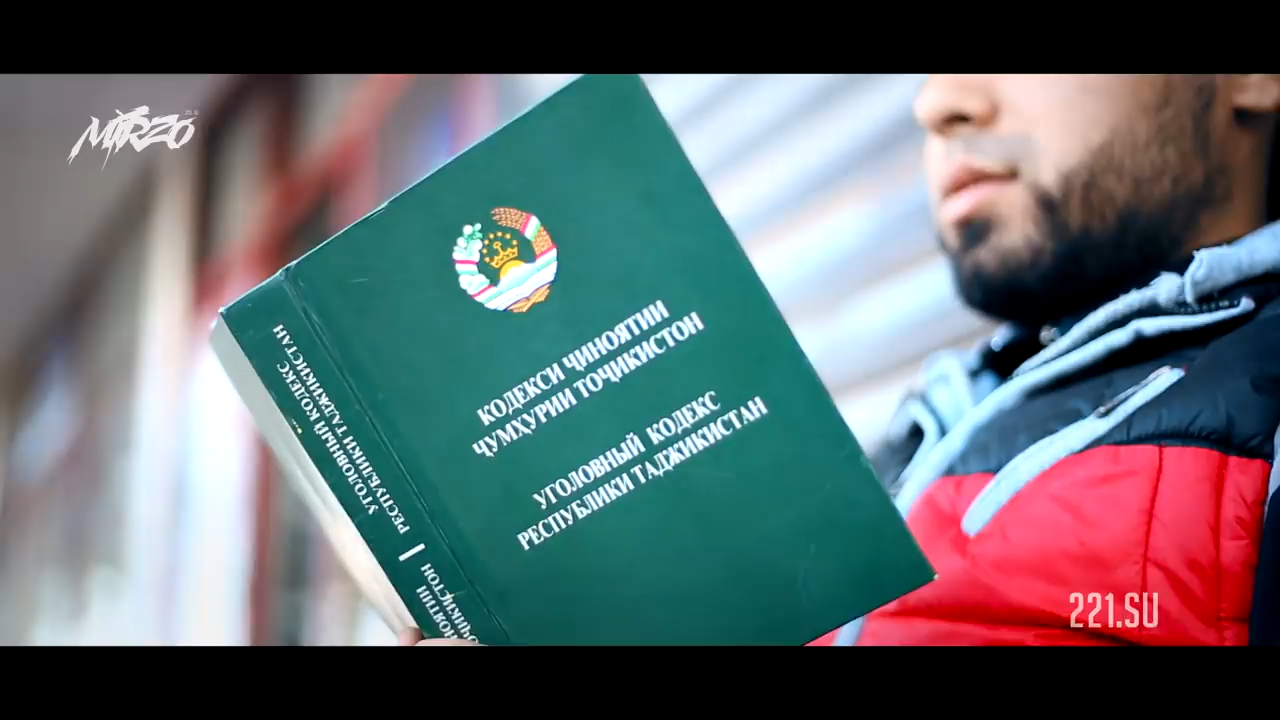 MIRZO
КОДЕКСИ ҶИНОЯТИИ
ҶУМҲУРИИ ТОҶИКИСТОН
УГОЛОВНЫЙ КОДЕКС
РЕСПУБЛИКИ ТАДЖИКИСТАН
УГОЛОВНЫЙ КОДЕКС
РЕСПУБЛИКИ ТАДЖИКИСТАН
221.SU